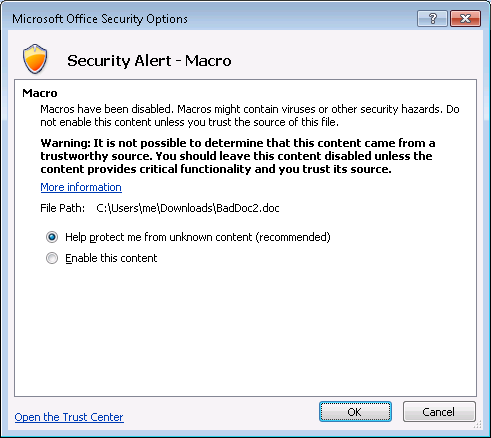 Microsoft Office Security Options
?
Security Alert - Macro
Macro
Macros have been disabled. Macros might contain viruses or other security hazards. Do
not enable this content unless you trust the source of this file.
Warning: It is not possible to determine that this content came from a
trustworthy source. You should leave this content disabled unless the
content provides critical functionality and you trust its source.
More information
File Path: C:\Users\me\Downloads\BadDoc2.doc
Help protect me from unknown content (recommended)
Enable this content
Open the Trust Center
OK
Cancel